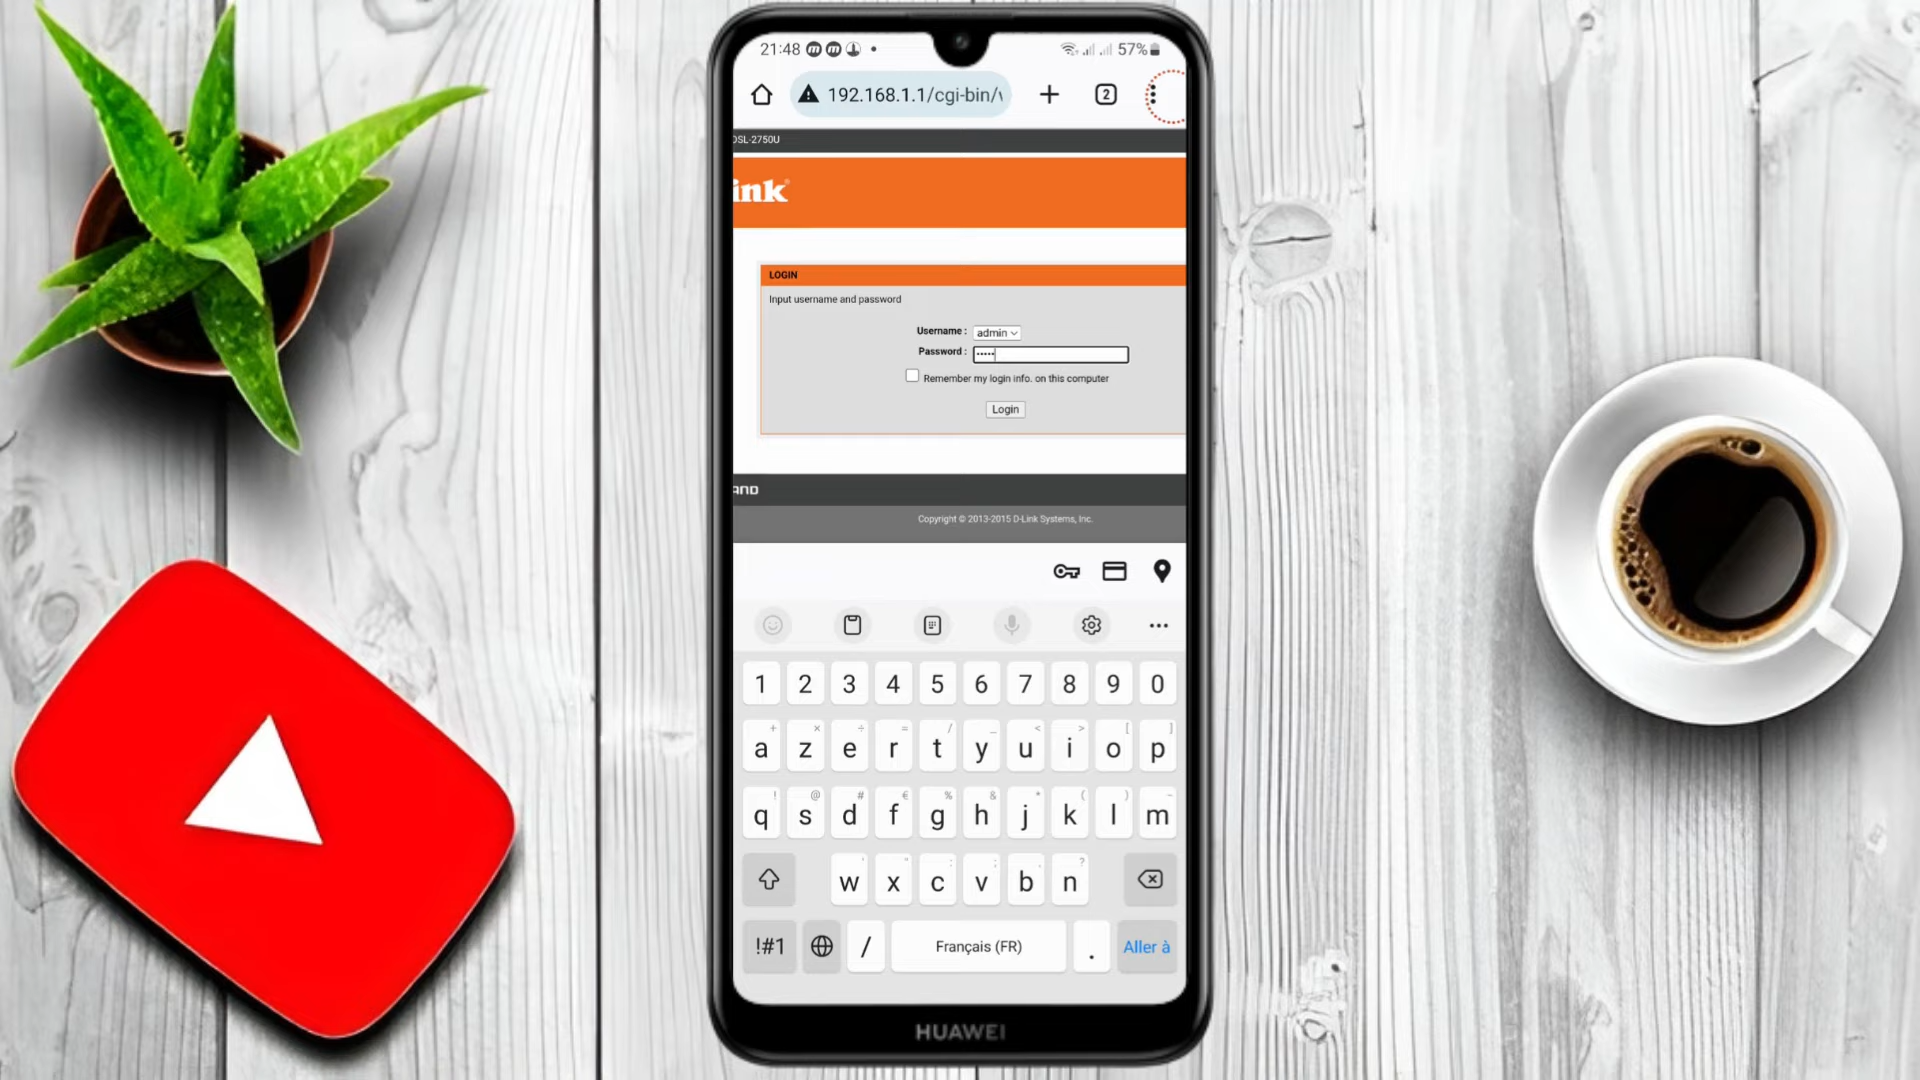 21:48 57%
192.168.1.1/cgi-bin/
2
DSL-2750U
ink
LOGIN
Input username and password
Username : admin
Password : •••••
Remember my login info. on this computer
Login
AND
Copyright © 2013-2015 D-Link Systems, Inc.
1 2 3 4 5 6 7 8 9 0
a z e r t y u i o p
q s d f g h j k l m
w x c v b n
!#1 / Français (FR) . Aller à
HUAWEI